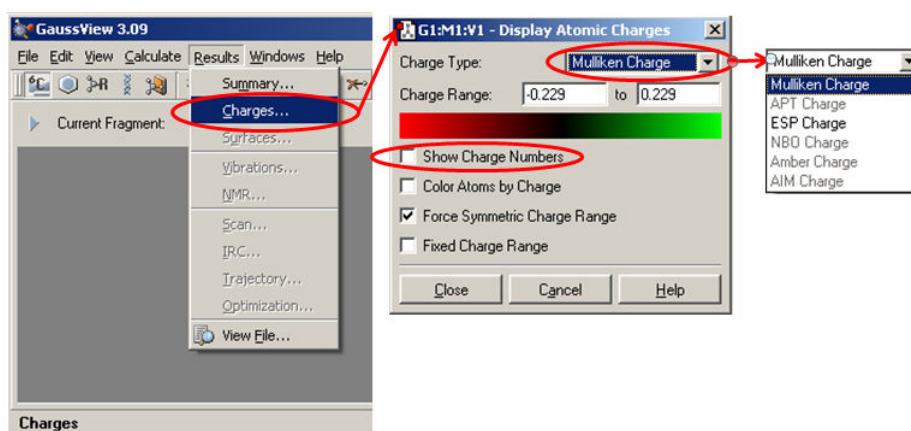 GaussView 3.09
File Edit View Calculate Results Windows Help
Current Fragment:
Summary...
Charges...
Surfaces...
Vibrations...
NMR...
Scan...
IRC...
Trajectory...
Optimization...
View File...
Charges
G1:M1:V1 - Display Atomic Charges
Charge Type: Mulliken Charge
Charge Range: -0.229 to 0.229
Show Charge Numbers
Color Atoms by Charge
Force Symmetric Charge Range
Fixed Charge Range
Close Cancel Help
Mulliken Charge
Mulliken Charge
APT Charge
ESP Charge
NBO Charge
Amber Charge
AIM Charge